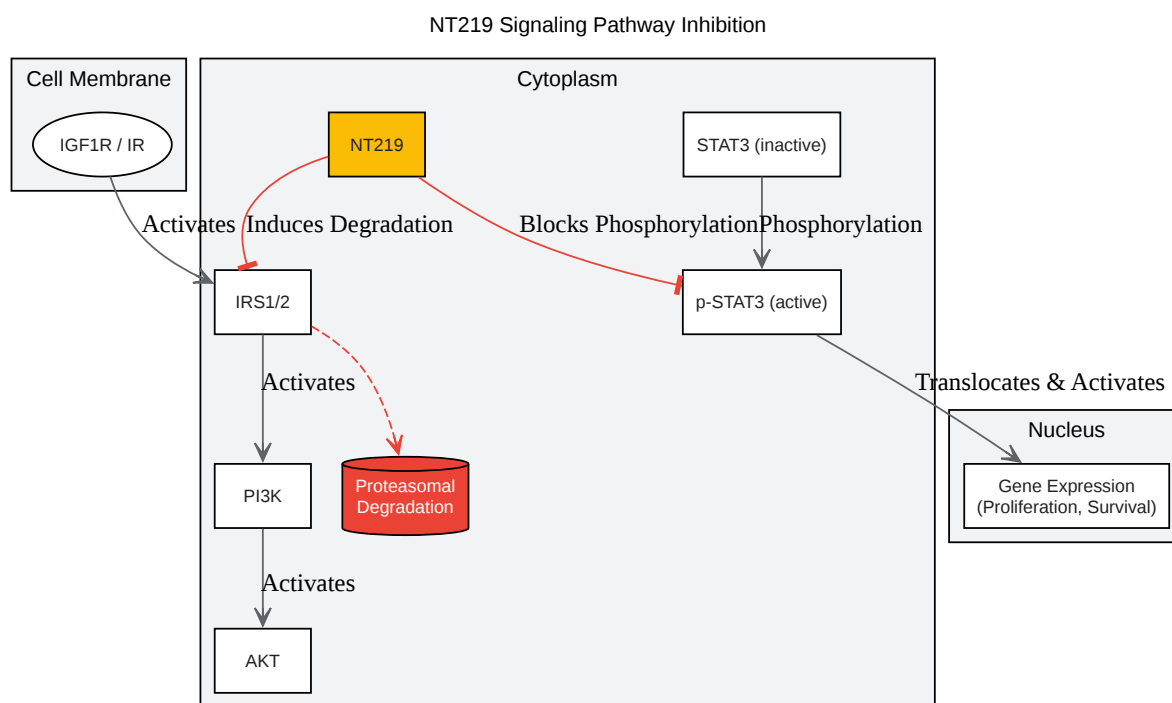 NT219 Signaling Pathway Inhibition
Cell Membrane
Cytoplasm
IGF1R / IR
NT219
STAT3 (inactive)
Activates
Induces Degradation
Blocks Phosphorylation
Phosphorylation
IRS1/2
p-STAT3 (active)
Activates
Translocates & Activates
Nucleus
PI3K
Proteasomal
Degradation
Gene Expression
(Proliferation, Survival)
Activates
AKT